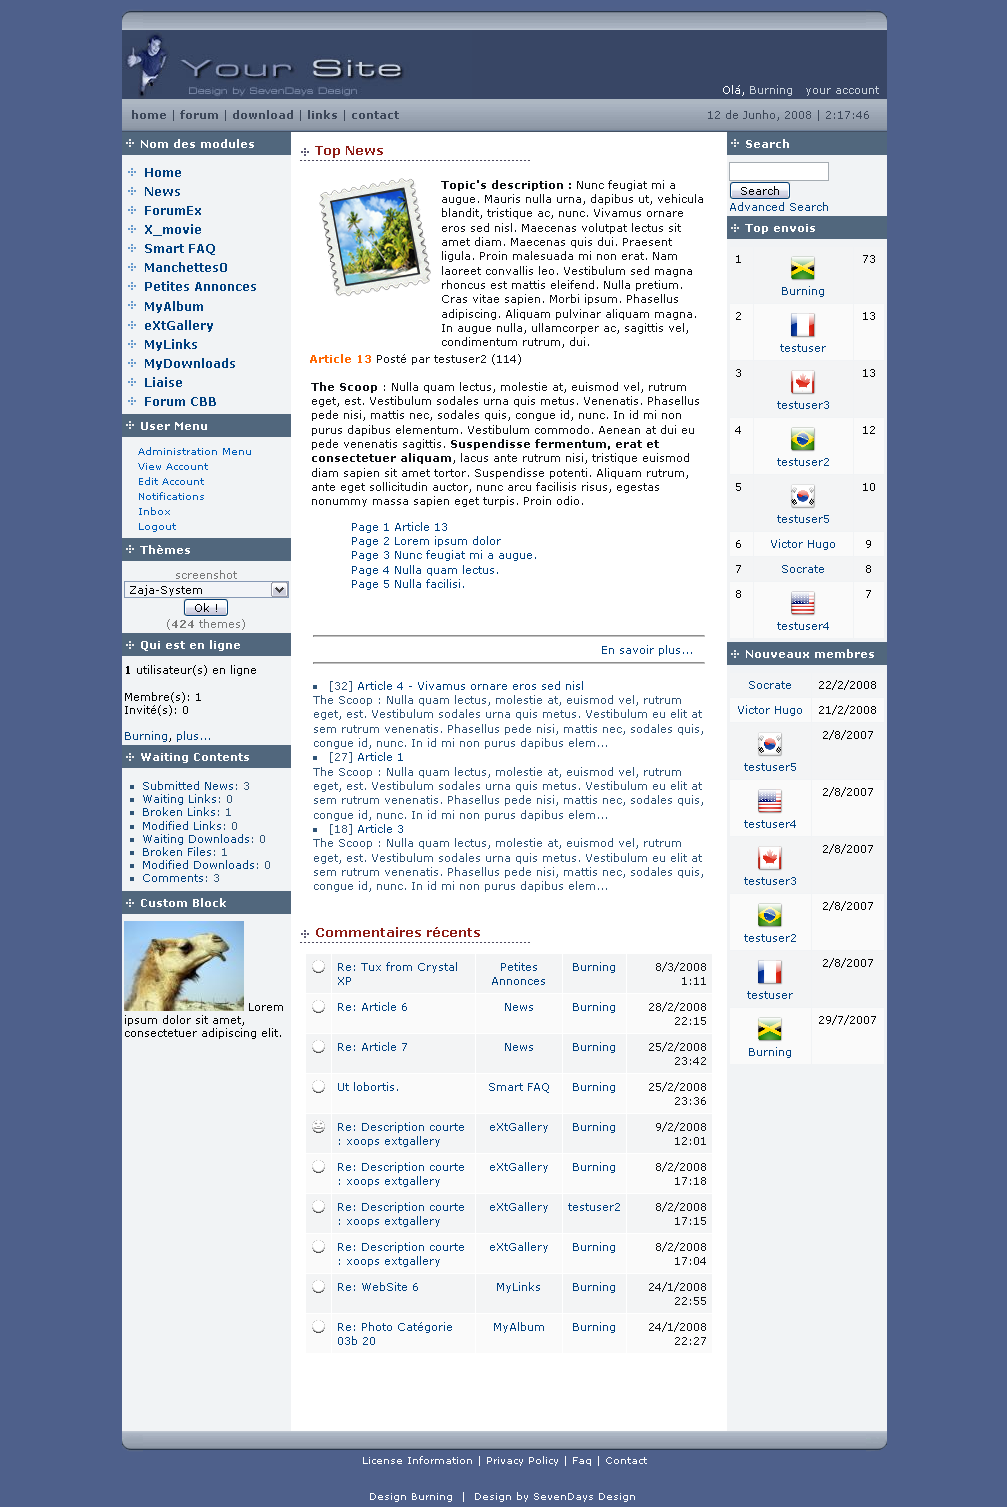 Your Site
Design by SevenDays Design
Olá, Burning your account
home | forum | download | links | contact
12 de Junho, 2008 | 2:17:46
Nom des modules
Home
News
ForumEx
X_movie
Smart FAQ
Manchettes0
Petites Annonces
MyAlbum
eXtGallery
MyLinks
MyDownloads
Liaise
Forum CBB
User Menu
Administration Menu
View Account
Edit Account
Notifications
Inbox
Logout
Thèmes
screenshot
Zaja-System
Ok !
(424 themes)
Qui est en ligne
1 utilisateur(s) en ligne
Membre(s): 1
Invité(s): 0
Burning, plus...
Waiting Contents
Submitted News: 3
Waiting Links: 0
Broken Links: 1
Modified Links: 0
Waiting Downloads: 0
Broken Files: 1
Modified Downloads: 0
Comments: 3
Custom Block
Lorem
ipsum dolor sit amet,
consectetuer adipiscing elit.
Top News
Topic's description : Nunc feugiat mi a
augue. Mauris nulla urna, dapibus ut, vehicula
blandit, tristique ac, nunc. Vivamus ornare
eros sed nisl. Maecenas volutpat lectus sit
amet diam. Maecenas quis dui. Praesent
ligula. Proin malesuada mi non erat. Nam
laoreet convallis leo. Vestibulum sed magna
rhoncus est mattis eleifend. Nulla pretium.
Cras vitae sapien. Morbi ipsum. Phasellus
adipiscing. Aliquam pulvinar aliquam magna.
In augue nulla, ullamcorper ac, sagittis vel,
condimentum rutrum, dui.
Article 13 Posté par testuser2 (114)
The Scoop : Nulla quam lectus, molestie at, euismod vel, rutrum
eget, est. Vestibulum sodales urna quis metus. Venenatis. Phasellus
pede nisi, mattis nec, sodales quis, congue id, nunc. In id mi non
purus dapibus elementum. Vestibulum commodo. Aenean at dui eu
pede venenatis sagittis. Suspendisse fermentum, erat et
consectetuer aliquam, lacus ante rutrum nisi, tristique euismod
diam sapien sit amet tortor. Suspendisse potenti. Aliquam rutrum,
ante eget sollicitudin auctor, nunc arcu facilisis risus, egestas
nonummy massa sapien eget turpis. Proin odio.
Page 1 Article 13
Page 2 Lorem ipsum dolor
Page 3 Nunc feugiat mi a augue.
Page 4 Nulla quam lectus.
Page 5 Nulla facilisi.
En savoir plus...
[32] Article 4 - Vivamus ornare eros sed nisl
The Scoop : Nulla quam lectus, molestie at, euismod vel, rutrum
eget, est. Vestibulum sodales urna quis metus. Vestibulum eu elit at
sem rutrum venenatis. Phasellus pede nisi, mattis nec, sodales quis,
congue id, nunc. In id mi non purus dapibus elem...
[27] Article 1
The Scoop : Nulla quam lectus, molestie at, euismod vel, rutrum
eget, est. Vestibulum sodales urna quis metus. Vestibulum eu elit at
sem rutrum venenatis. Phasellus pede nisi, mattis nec, sodales quis,
congue id, nunc. In id mi non purus dapibus elem...
[18] Article 3
The Scoop : Nulla quam lectus, molestie at, euismod vel, rutrum
eget, est. Vestibulum sodales urna quis metus. Vestibulum eu elit at
sem rutrum venenatis. Phasellus pede nisi, mattis nec, sodales quis,
congue id, nunc. In id mi non purus dapibus elem...
Commentaires récents
Re: Tux from Crystal Petites Burning 8/3/2008
XP Annonces 1:11
Re: Article 6 News Burning 28/2/2008
22:15
Re: Article 7 News Burning 25/2/2008
23:42
Ut lobortis. Smart FAQ Burning 25/2/2008
23:36
Re: Description courte eXtGallery Burning 9/2/2008
: xoops extgallery 12:01
Re: Description courte eXtGallery Burning 8/2/2008
: xoops extgallery 17:18
Re: Description courte eXtGallery testuser2 8/2/2008
: xoops extgallery 17:15
Re: Description courte eXtGallery Burning 8/2/2008
: xoops extgallery 17:04
Re: WebSite 6 MyLinks Burning 24/1/2008
22:55
Re: Photo Catégorie MyAlbum Burning 24/1/2008
03b 20 22:27
Search
Search
Advanced Search
Top envois
1 73
Burning
2 13
testuser
3 13
testuser3
4 12
testuser2
5 10
testuser5
6 Victor Hugo 9
7 Socrate 8
8 7
testuser4
Nouveaux membres
Socrate 22/2/2008
Victor Hugo 21/2/2008
2/8/2007
testuser5
2/8/2007
testuser4
2/8/2007
testuser3
2/8/2007
testuser2
2/8/2007
testuser
29/7/2007
Burning
License Information | Privacy Policy | Faq | Contact
Design Burning | Design by SevenDays Design